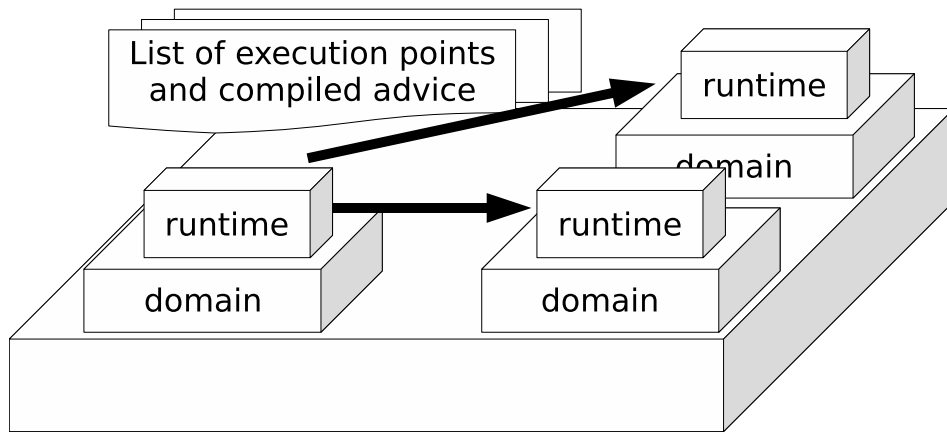 List of execution points
and compiled advice
runtime
domain
runtime
domain
runtime
domain